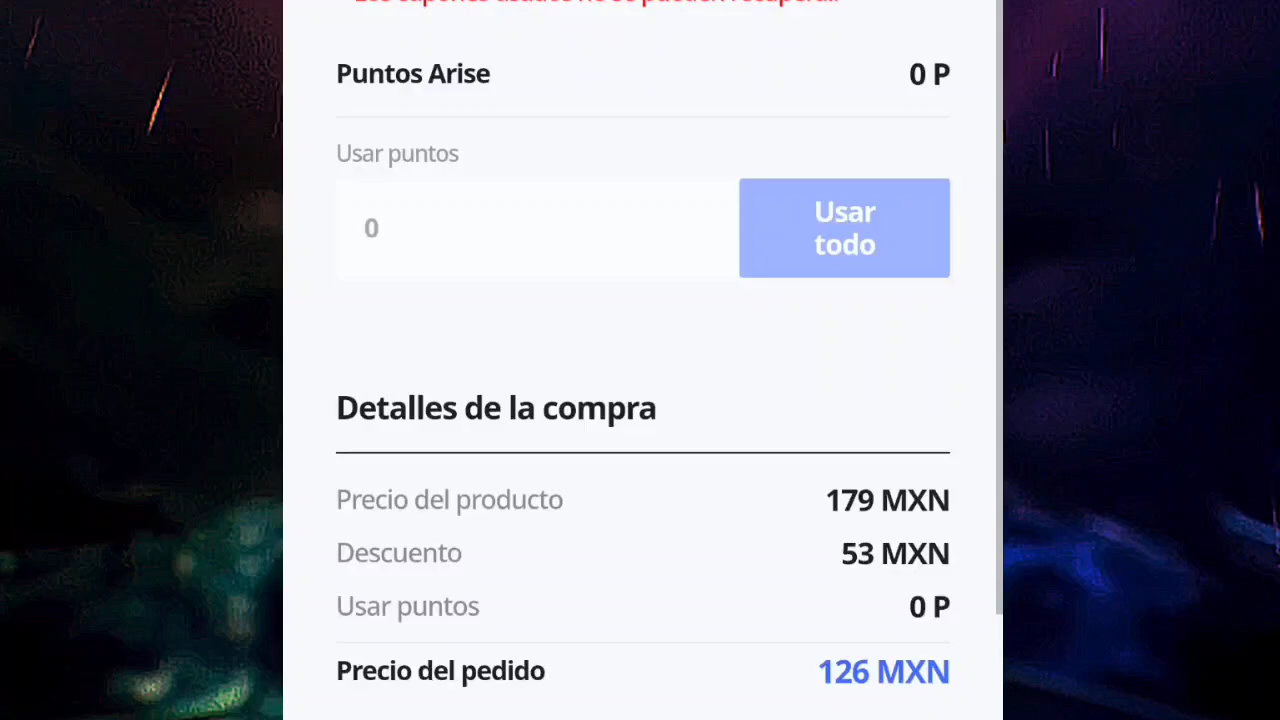 Puntos Arise 0 P
Usar puntos
0
Usar
todo
Detalles de la compra
Precio del producto 179 MXN
Descuento 53 MXN
Usar puntos 0 P
Precio del pedido 126 MXN